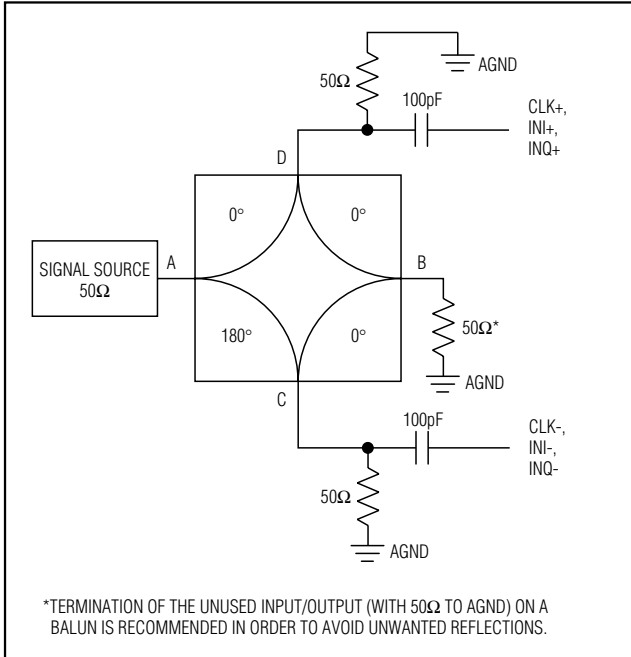 AGND
50Ω
100pF
CLK+,
INI+,
INQ+
D
0°
0°
SIGNAL SOURCE
50Ω
A
B
180°
0°
50Ω*
AGND
C
100pF
CLK-,
INI-,
INQ-
50Ω
AGND
*TERMINATION OF THE UNUSED INPUT/OUTPUT (WITH 50Ω TO AGND) ON A
BALUN IS RECOMMENDED IN ORDER TO AVOID UNWANTED REFLECTIONS.